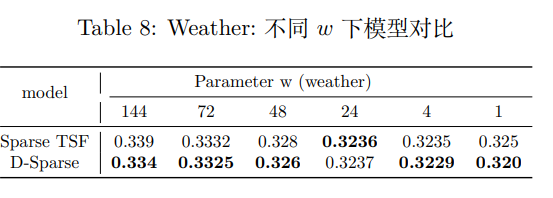 Table 8: Weather: 不同 w 下模型对比
model Parameter w (weather)
144 72 48 24 4 1
Sparse TSF 0.339 0.3332 0.328 0.3236 0.3235 0.325
D-Sparse 0.334 0.3325 0.326 0.3237 0.3229 0.320